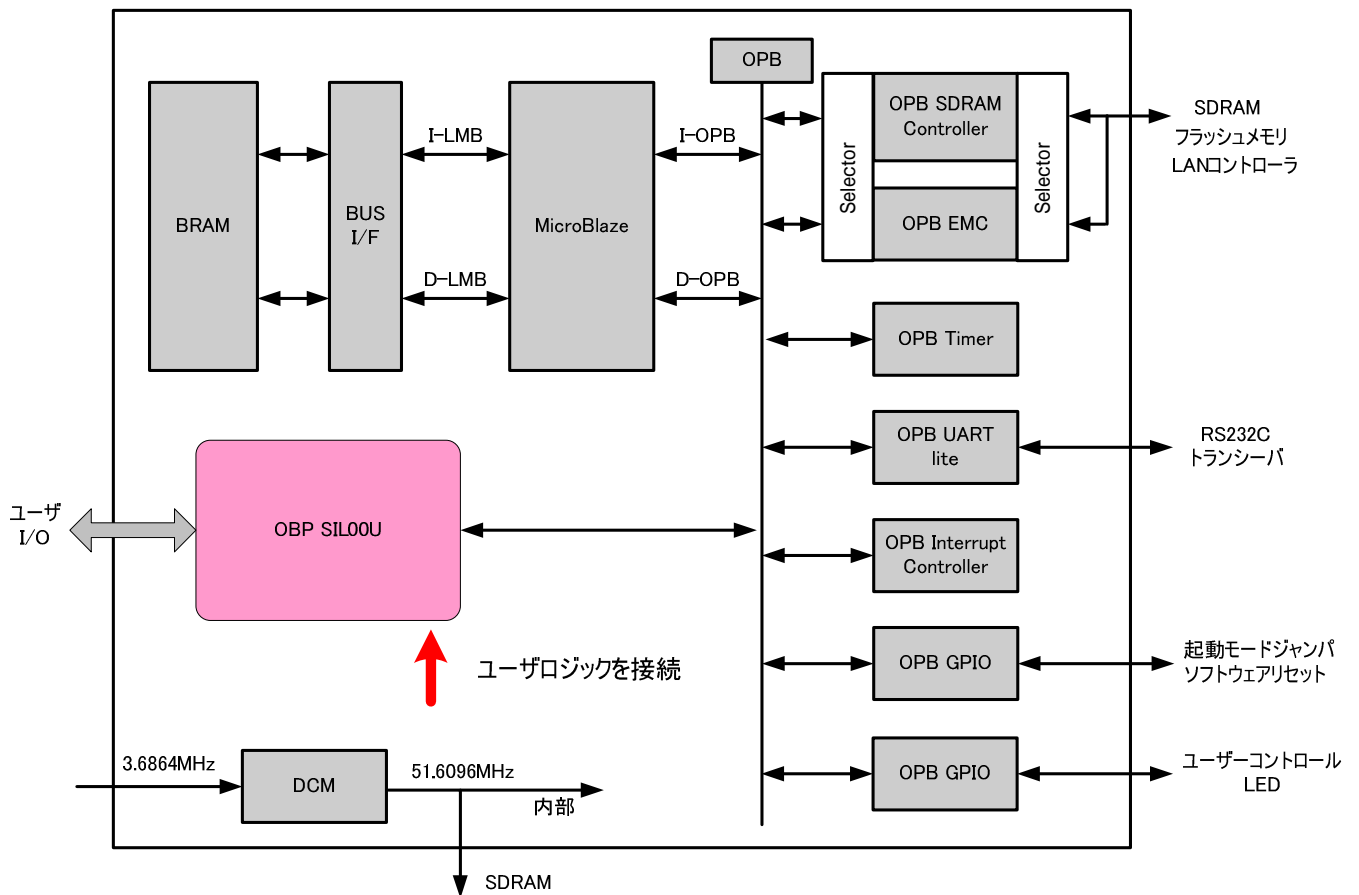 OPB
BRAM
BUS
I/F
I-LMB
D-LMB
MicroBlaze
I-OPB
D-OPB
Selector
OPB SDRAM
Controller
OPB EMC
Selector
SDRAM
フラッシュメモリ
LANコントローラ
OPB Timer
OPB UART
lite
RS232C
トランシーバ
ユーザ
I/O
OBP SIL00U
OPB Interrupt
Controller
ユーザロジックを接続
OPB GPIO
起動モードジャンパ
ソフトウェアリセット
3.6864MHz
DCM
51.6096MHz
内部
SDRAM
OPB GPIO
ユーザーコントロール
LED